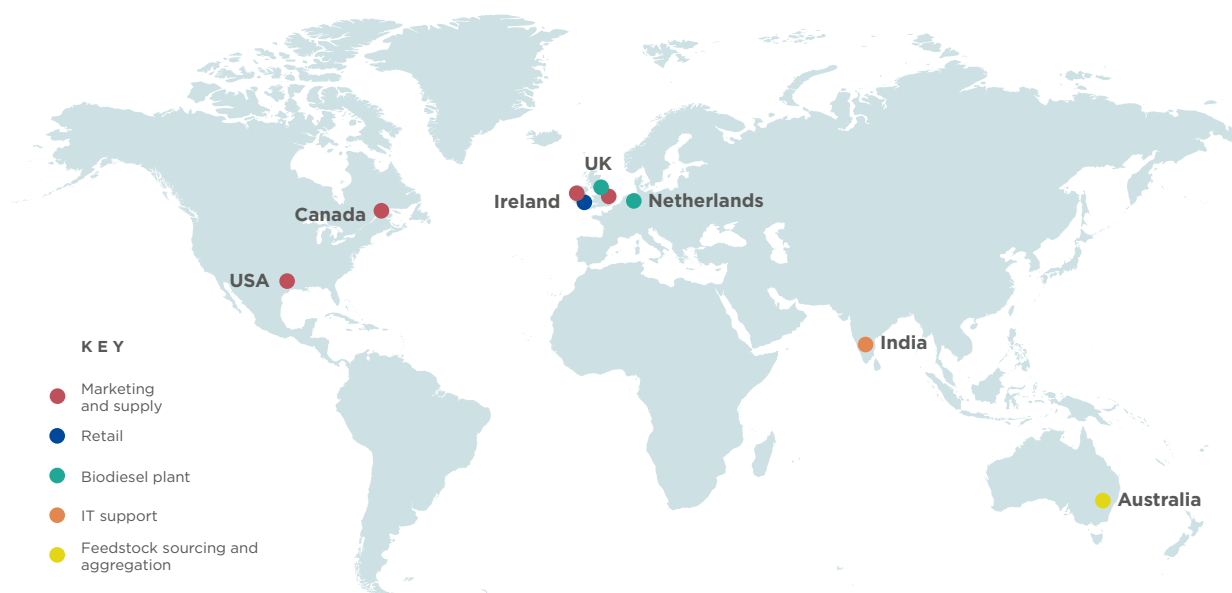 UK
Ireland
Netherlands
Canada
USA
India
Australia
KEY
Marketing
and supply
Retail
Biodiesel plant
IT support
Feedstock sourcing and
aggregation